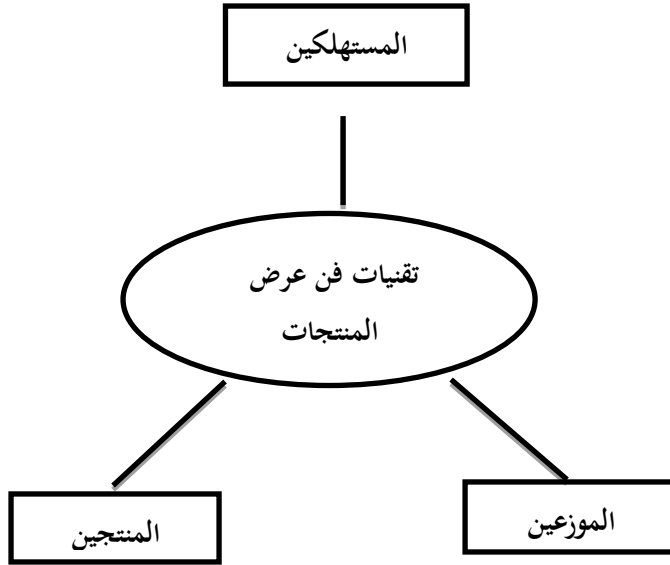 المستهلكين
تقنيات فن عرض
المنتجات
الموزعين
المنتجين